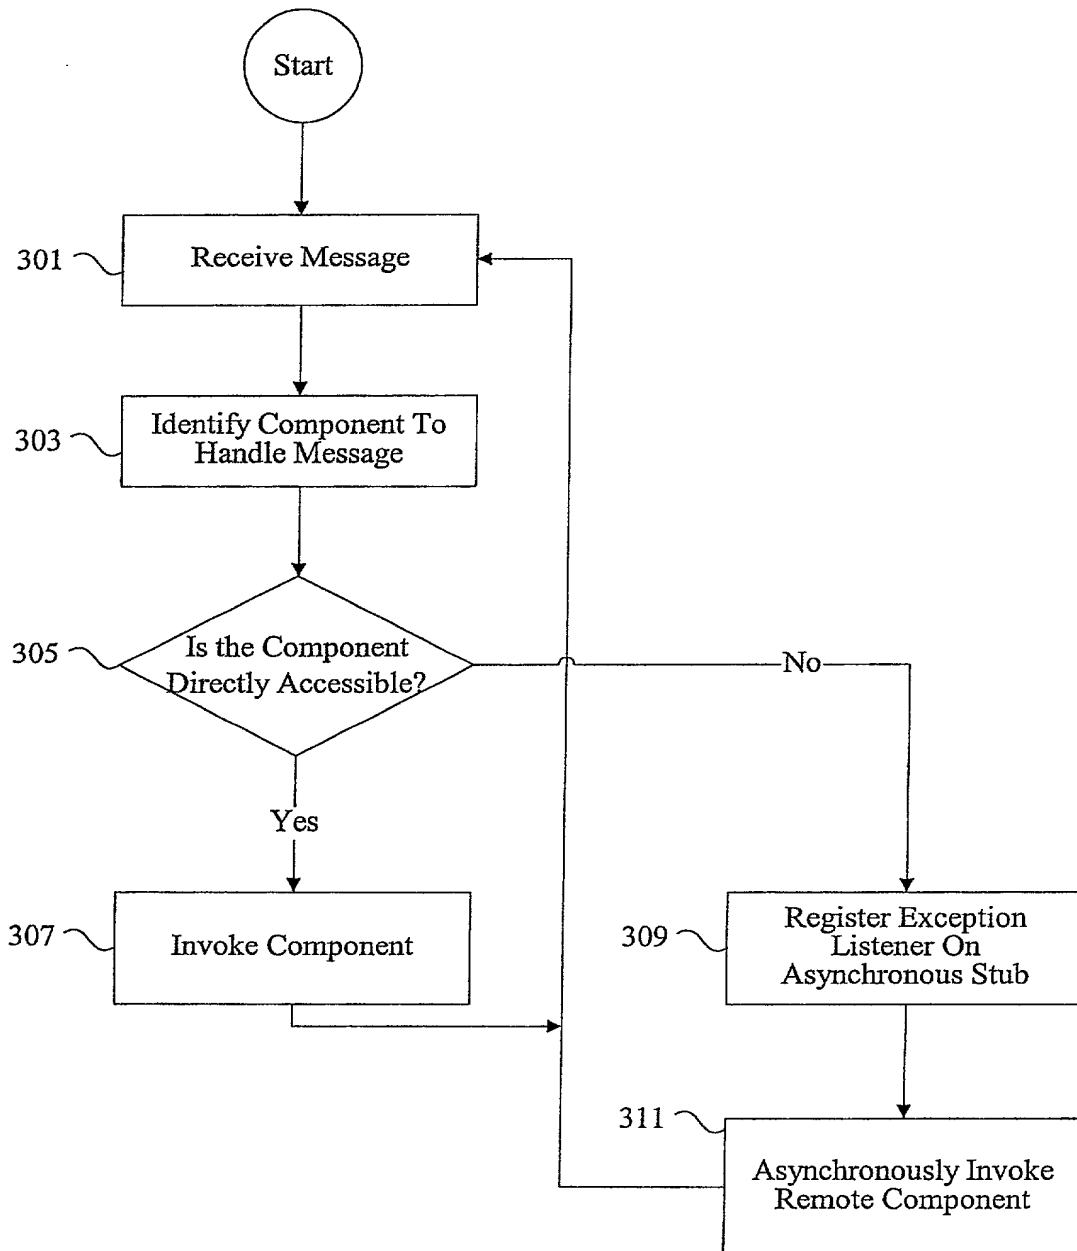 Start
301
Receive Message
303
Identify Component To
Handle Message
305
Is the Component
Directly Accessible?
No
Yes
307
Invoke Component
309
Register Exception
Listener On
Asynchronous Stub
311
Asynchronously Invoke
Remote Component